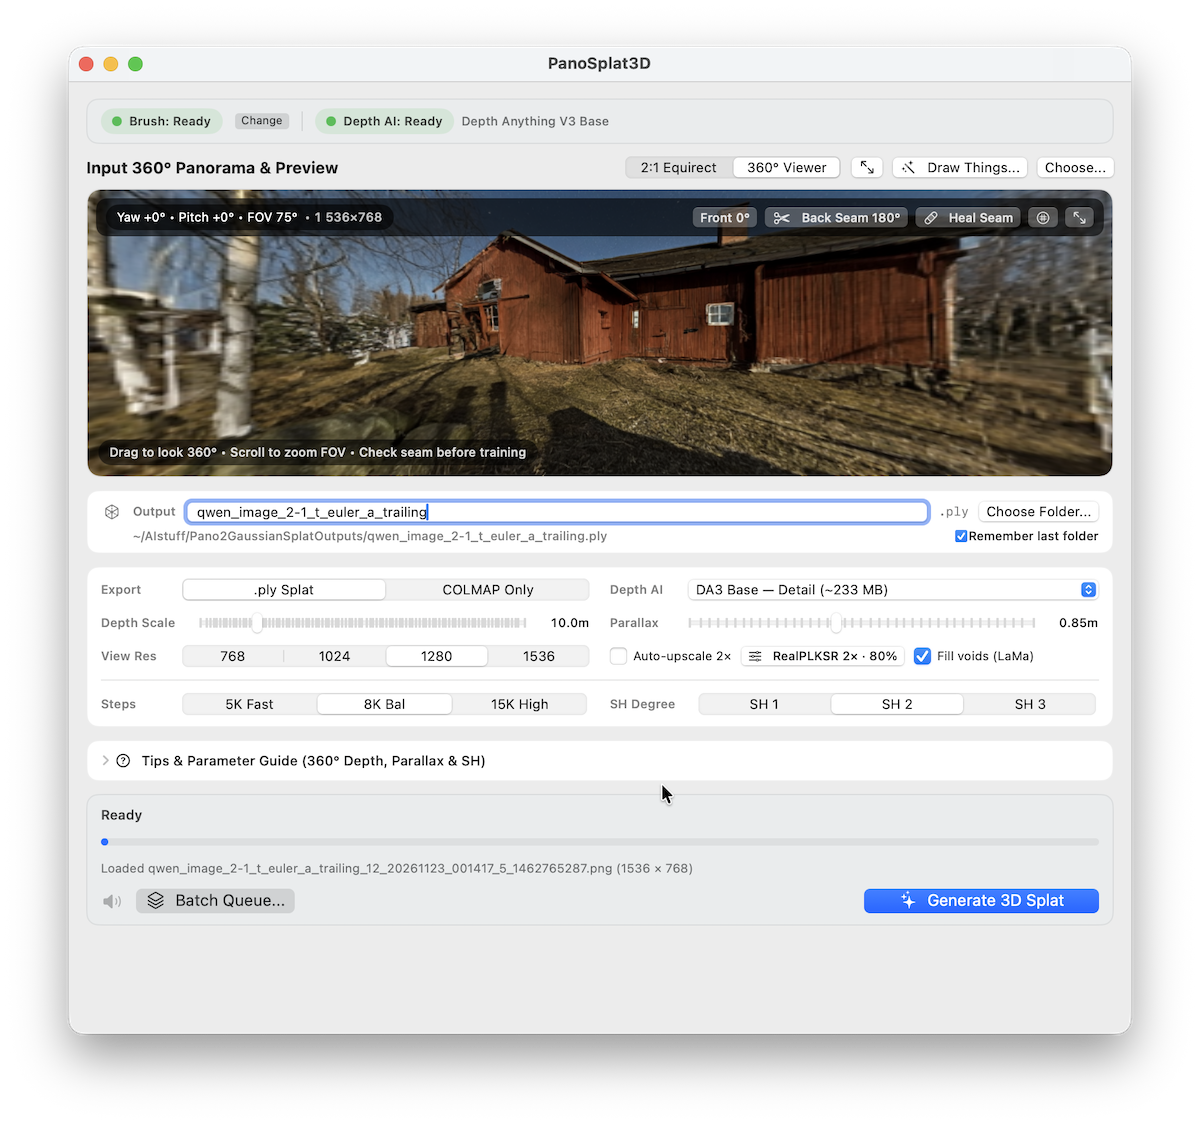 PanoSplat3D
Brush: Ready Change Depth AI: Ready Depth Anything V3 Base
Input 360° Panorama & Preview 2:1 Equirect 360° Viewer Draw Things... Choose...
Yaw +0° • Pitch +0° • FOV 75° • 1 536×768 Front 0° Back Seam 180° Heal Seam
Drag to look 360° • Scroll to zoom FOV • Check seam before training
Output qwen_image_2-1_t_euler_a_trailing .ply Choose Folder...
~/AIstuff/Pano2GaussianSplatOutputs/qwen_image_2-1_t_euler_a_trailing.ply Remember last folder
Export .ply Splat COLMAP Only Depth AI DA3 Base — Detail (~233 MB)
Depth Scale 10.0m Parallax 0.85m
View Res 768 1024 1280 1536 Auto-upscale 2× RealPLKSR 2× · 80% Fill voids (LaMa)
Steps 5K Fast 8K Bal 15K High SH Degree SH 1 SH 2 SH 3
Tips & Parameter Guide (360° Depth, Parallax & SH)
Ready
Loaded qwen_image_2-1_t_euler_a_trailing_12_20261123_001417_5_1462765287.png (1536 × 768)
Batch Queue... Generate 3D Splat